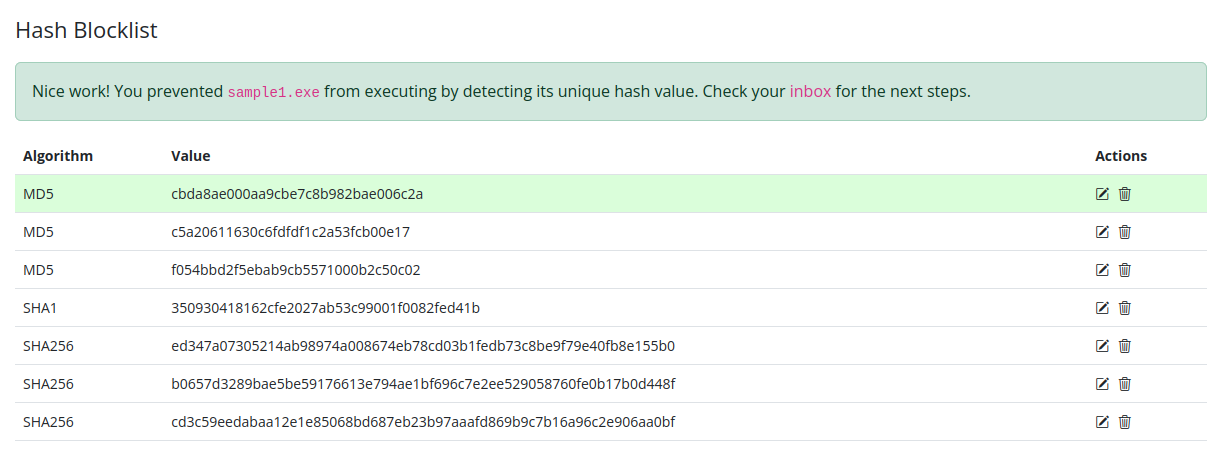 Hash Blocklist
Nice work! You prevented sample1.exe from executing by detecting its unique hash value. Check your inbox for the next steps.
Algorithm Value Actions
MD5 cbda8ae000aa9cbe7c8b982bae006c2a
MD5 c5a20611630c6fdfdf1c2a53fcb00e17
MD5 f054bbd2f5ebab9cb5571000b2c50c02
SHA1 350930418162cfe2027ab53c99001f0082fed41b
SHA256 ed347a07305214ab98974a008674eb78cd03b1fedb73c8be9f79e40fb8e155b0
SHA256 b0657d3289bae5be59176613e794ae1bf696c7e2ee529058760fe0b17b0d448f
SHA256 cd3c59eedabaa12e1e85068bd687eb23b97aaafd869b9c7b16a96c2e906aa0bf